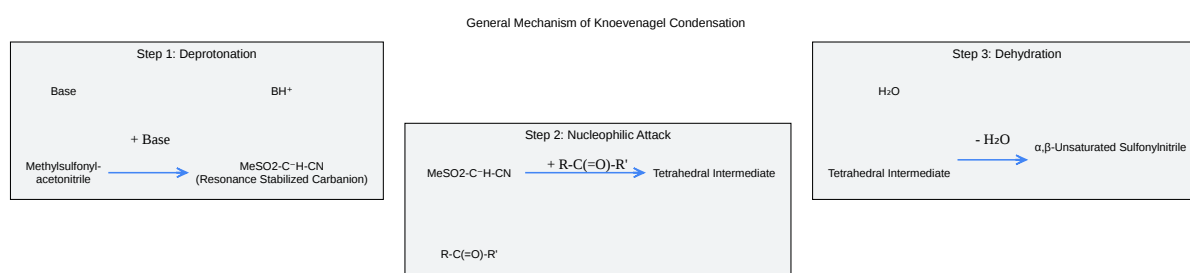 General Mechanism of Knoevenagel Condensation
Step 1: Deprotonation
Base
BH⁺
+ Base
Methylsulfonyl-
acetonitrile
MeSO2-C⁻H-CN
(Resonance Stabilized Carbanion)
Step 2: Nucleophilic Attack
+ R-C(=O)-R'
MeSO2-C⁻H-CN
Tetrahedral Intermediate
R-C(=O)-R'
Step 3: Dehydration
H₂O
- H₂O
α,β-Unsaturated Sulfonylnitrile
Tetrahedral Intermediate